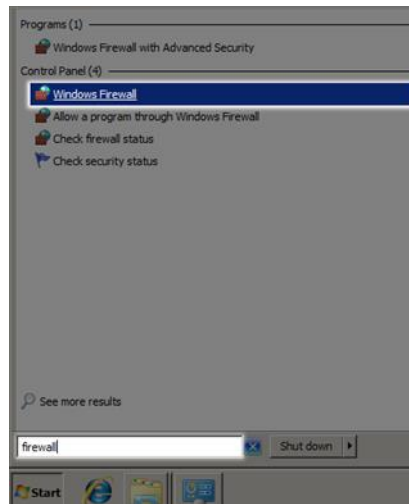 Programs (1)
Windows Firewall with Advanced Security
Control Panel (4)
Windows Firewall
Allow a program through Windows Firewall
Check firewall status
Check security status
See more results
firewall
Shut down
Start